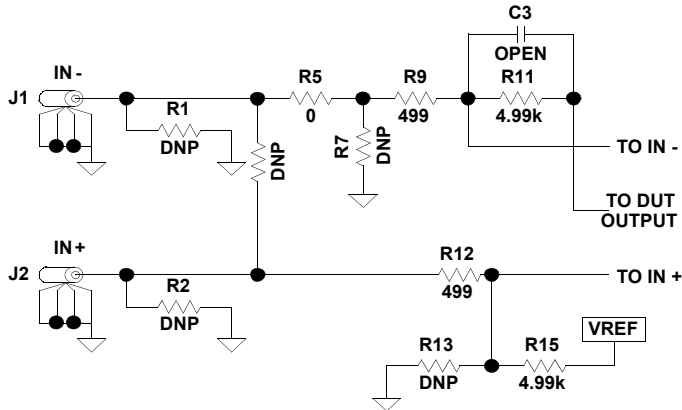 C3
OPEN
IN -
J1
R1
DNP
R5
0
R9
499
R11
4.99k
R7
DNP
DNP
TO IN -
TO DUT
OUTPUT
IN +
J2
R2
DNP
R12
499
TO IN +
VREF
R13
DNP
R15
4.99k